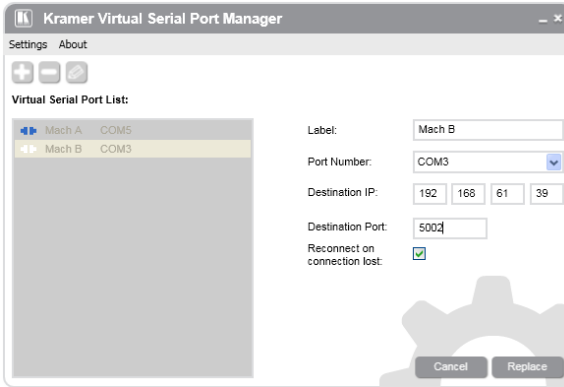 Kramer Virtual Serial Port Manager
Settings About
Virtual Serial Port List:
Mach A COM5
Mach B COM3
Label: Mach B
Port Number: COM3
Destination IP: 192 168 61 39
Destination Port: 5002
Reconnect on
connection lost:
Cancel Replace